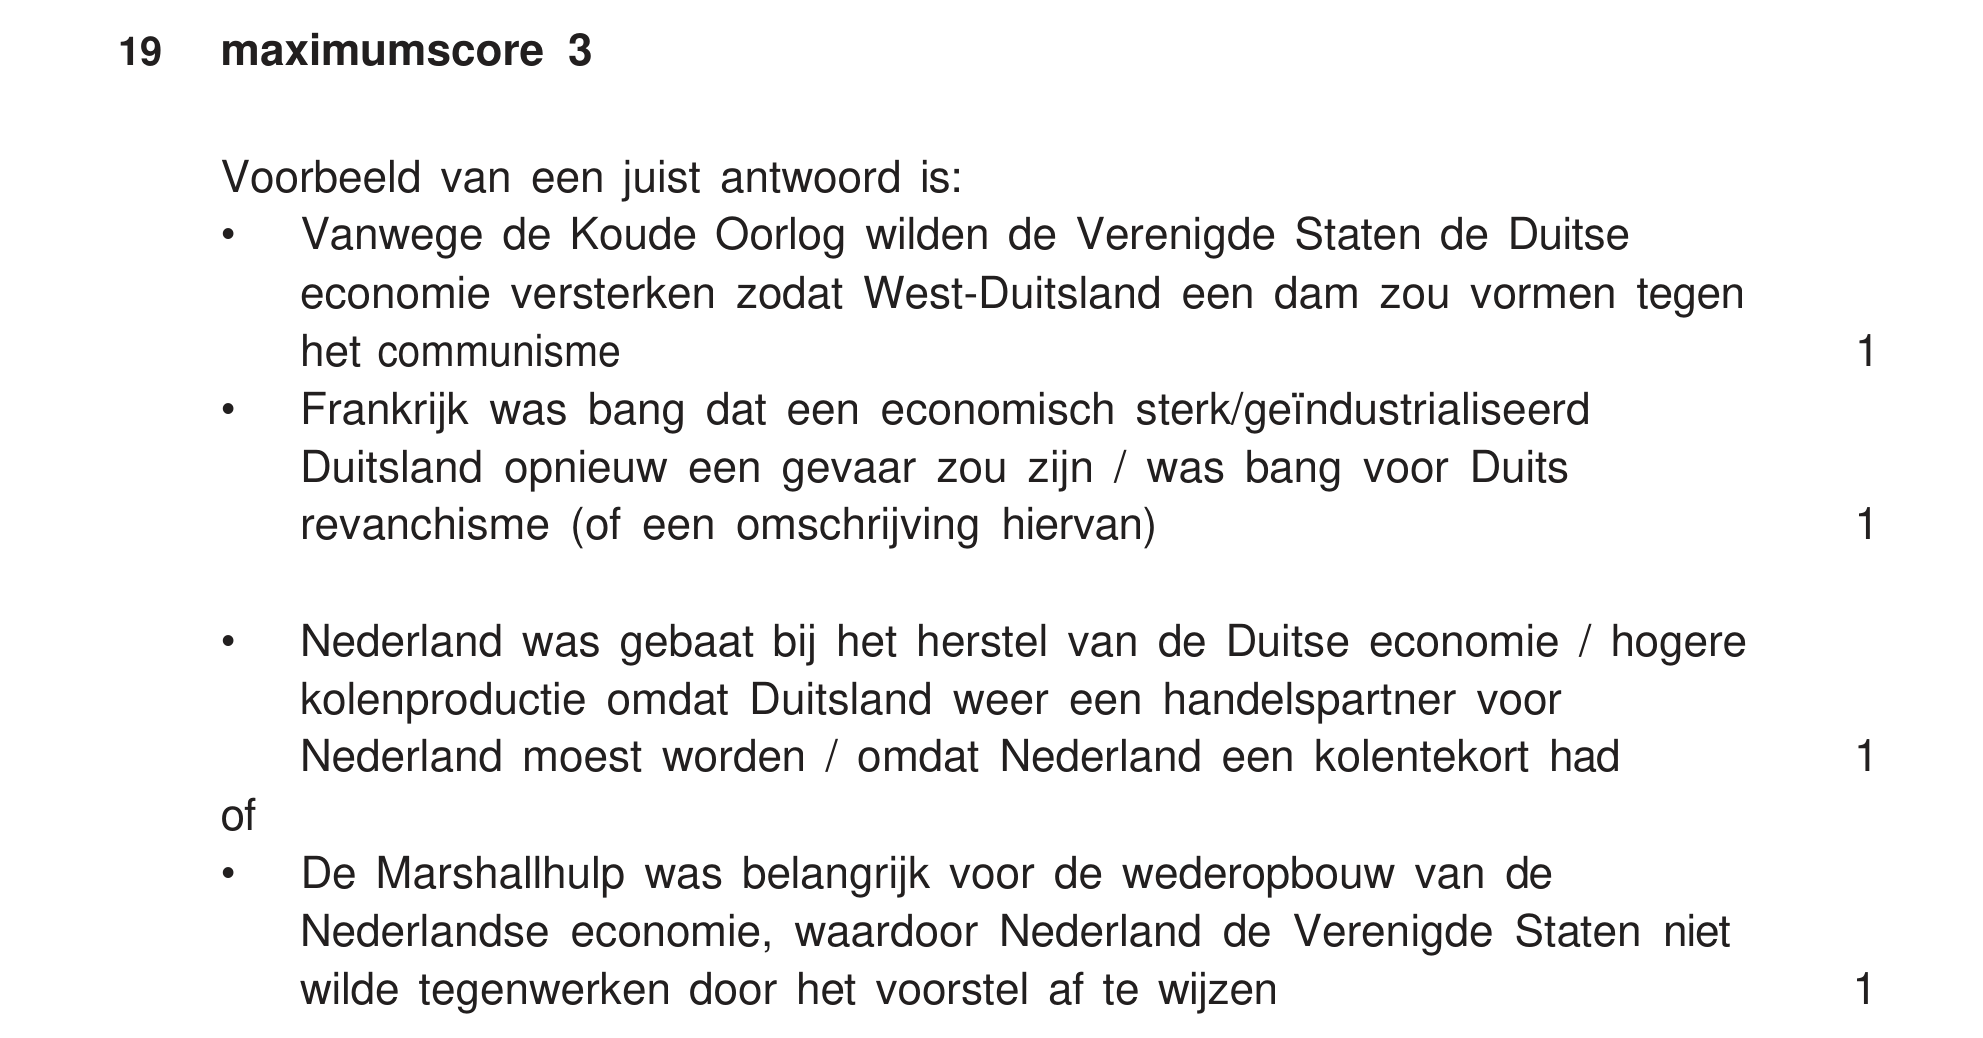 19 maximumscore 3
Voorbeeld van een juist antwoord is:
• Vanwege de Koude Oorlog wilden de Verenigde Staten de Duitse
economie versterken zodat West-Duitsland een dam zou vormen tegen
het communisme 1
• Frankrijk was bang dat een economisch sterk/geïndustrialiseerd
Duitsland opnieuw een gevaar zou zijn / was bang voor Duits
revanchisme (of een omschrijving hiervan) 1
• Nederland was gebaat bij het herstel van de Duitse economie / hogere
kolenproductie omdat Duitsland weer een handelspartner voor
Nederland moest worden / omdat Nederland een kolentekort had 1
of
• De Marshallhulp was belangrijk voor de wederopbouw van de
Nederlandse economie, waardoor Nederland de Verenigde Staten niet
wilde tegenwerken door het voorstel af te wijzen 1